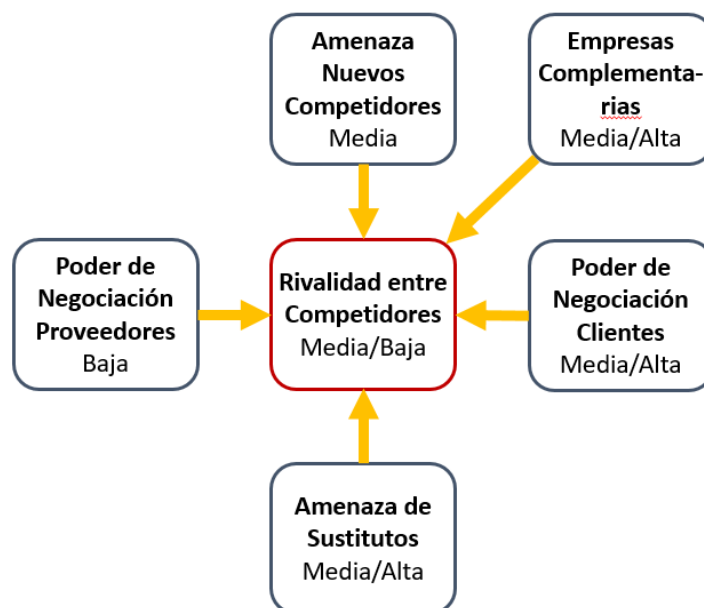 Amenaza
Nuevos
Competidores
Media
Empresas
Complementa-
rias
Media/Alta
Poder de
Negociación
Proveedores
Baja
Rivalidad entre
Competidores
Media/Baja
Poder de
Negociación
Clientes
Media/Alta
Amenaza de
Sustitutos
Media/Alta